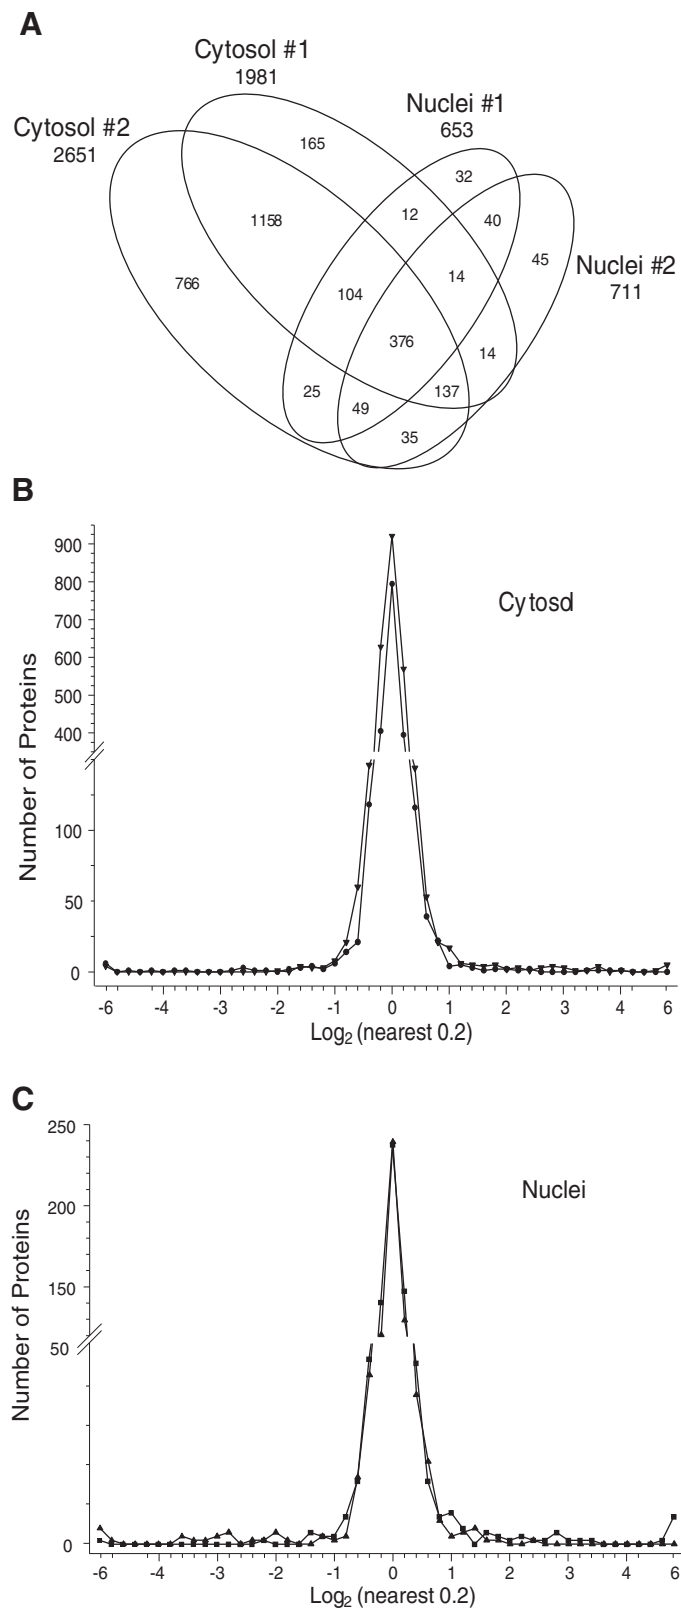 A
Cytosol #1
1981
Nuclei #1
653
Cytosol #2
2651
165
32
12
40
1158
45
Nuclei #2
711
14
766
104
376
14
25
137
49
35
B
900
800
700
600
500
400
100
50
0
Number of Proteins
Cytosol
-6 -4 -3 -2 -1 0 1 2 3 4 6
Log2 (nearest 0.2)
C
250
200
150
50
0
Number of Proteins
Nuclei
-6 -4 -3 -2 -1 0 1 2 3 4 6
Log2 (nearest 0.2)